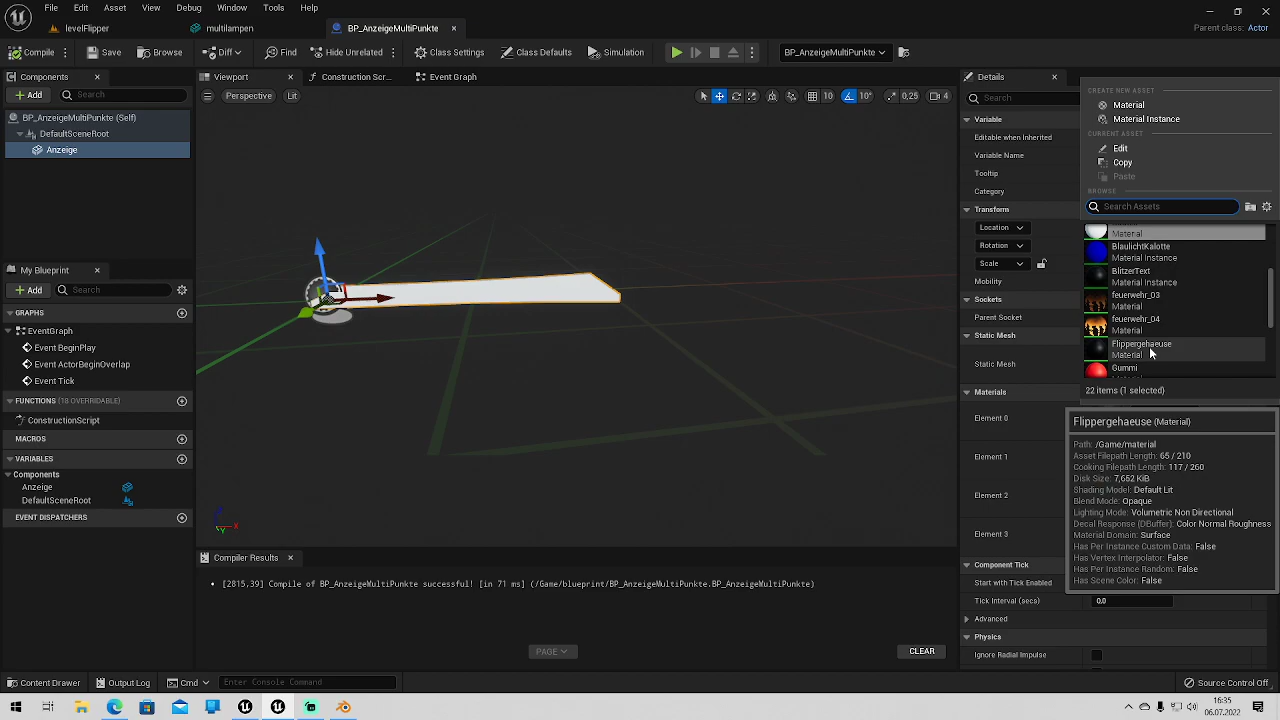 File Edit Asset View Debug Window Tools Help
levelFlipper multilampen BP_AnzeigeMultiPunkte
Parent class: Actor
Compile Save Browse Diff Find Hide Unrelated Class Settings Class Defaults Simulation BP_AnzeigeMultiPunkte
Components Viewport Construction Scr... Event Graph Details
Add Search Perspective Lit 10 10° 0,25 4 Search
BP_AnzeigeMultiPunkte (Self)
DefaultSceneRoot
Anzeige
My Blueprint
Add Search
GRAPHS
EventGraph
Event BeginPlay
Event ActorBeginOverlap
Event Tick
FUNCTIONS (18 OVERRIDABLE)
ConstructionScript
MACROS
VARIABLES
Components
Anzeige
DefaultSceneRoot
EVENT DISPATCHERS
X
Y
Compiler Results
[2815,39] Compile of BP_AnzeigeMultiPunkte successful! [in 71 ms] (/Game/blueprint/BP_AnzeigeMultiPunkte.BP_AnzeigeMultiPunkte)
PAGE
CLEAR
Variable
Editable when Inherited
Variable Name
Tooltip
Category
Transform
Location
Rotation
Scale
Mobility
Sockets
Parent Socket
Static Mesh
Static Mesh
Materials
Element 0
Element 1
Element 2
Element 3
Component Tick
Start with Tick Enabled
Tick Interval (secs) 0,0
Advanced
Physics
Ignore Radial Impulse
CREATE NEW ASSET
Material
Material Instance
CURRENT ASSET
Edit
Copy
Paste
BROWSE
Search Assets
Material
BlaulichtKalotte
Material Instance
BlizerText
Material Instance
feuerwehr_03
Material
feuerwehr_04
Material
Flippergehaeuse
Material
Gummi
22 items (1 selected)
Flippergehaeuse (Material)
Path: /Game/material
Asset Filepath Length: 65 / 210
Cooking Filepath Length: 117 / 260
Disk Size: 7,652 KiB
Shading Model: Default Lit
Blend Mode: Opaque
Lighting Mode: Volumetric Non Directional
Decal Response (DBuffer): Color Normal Roughness
Material Domain: Surface
Has Per Instance Custom Data: False
Has Vertex Interpolator: False
Has Per Instance Random: False
Has Scene Color: False
Content Drawer Output Log Cmd Enter Console Command Source Control Off
16:35
06.07.2022